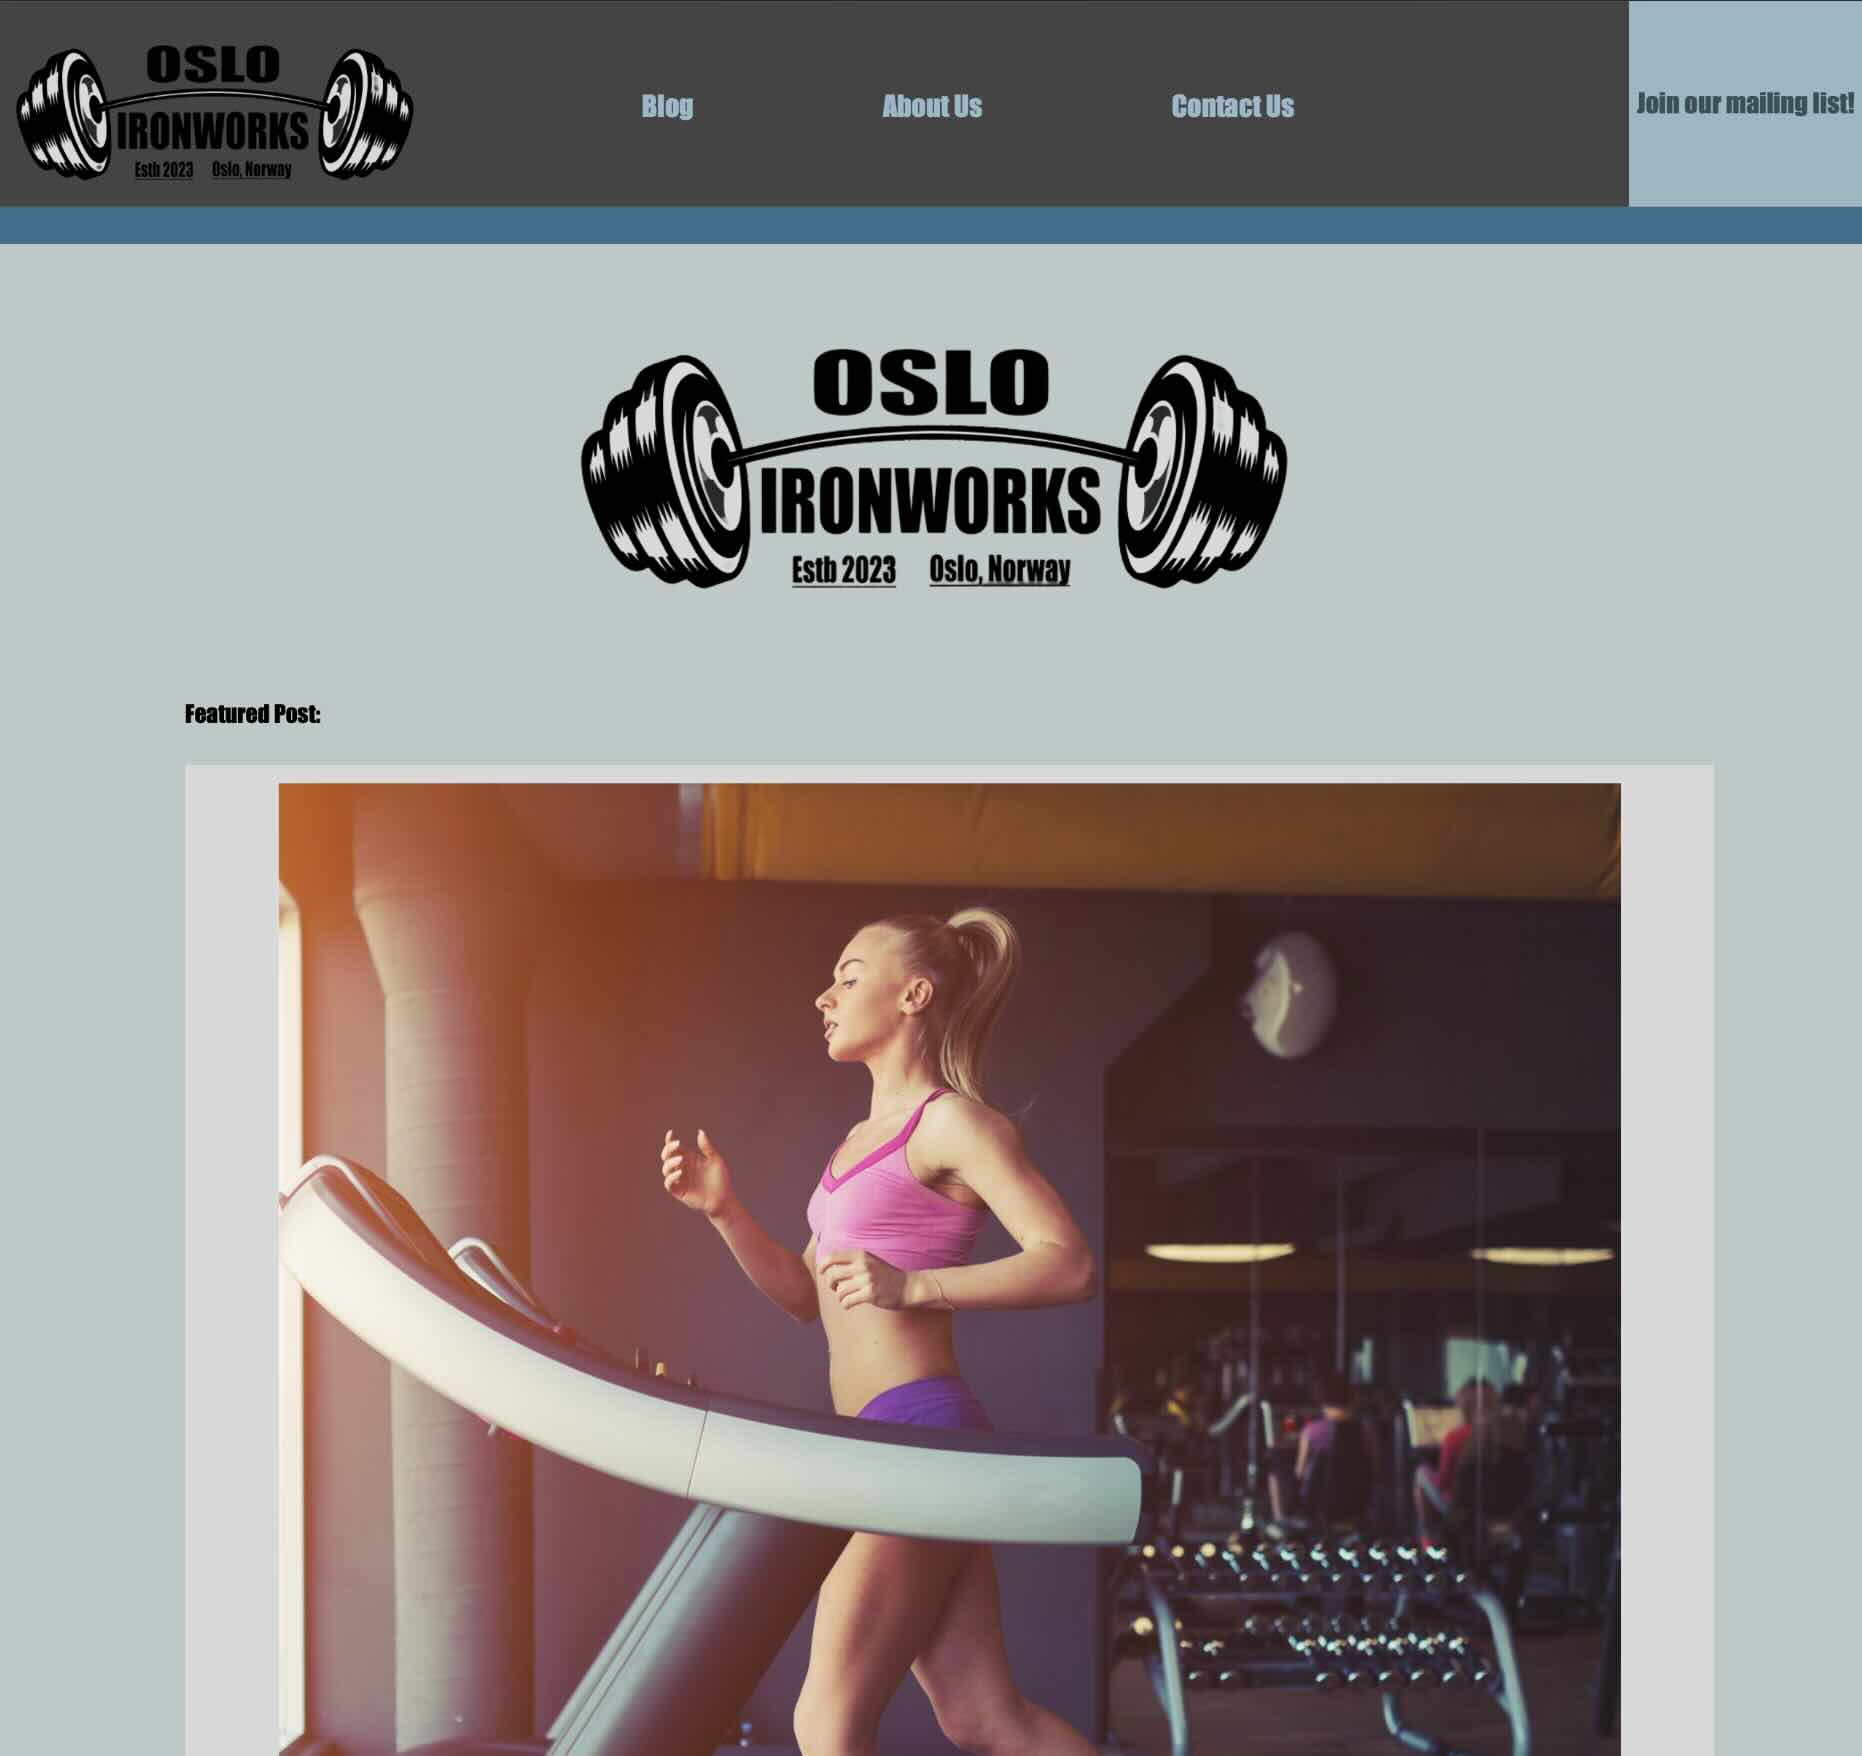 OSLO
IRONWORKS
Estb 2023 Oslo, Norway
Blog
About Us
Contact Us
Join our mailing list!
OSLO
IRONWORKS
Estb 2023 Oslo, Norway
Featured Post: